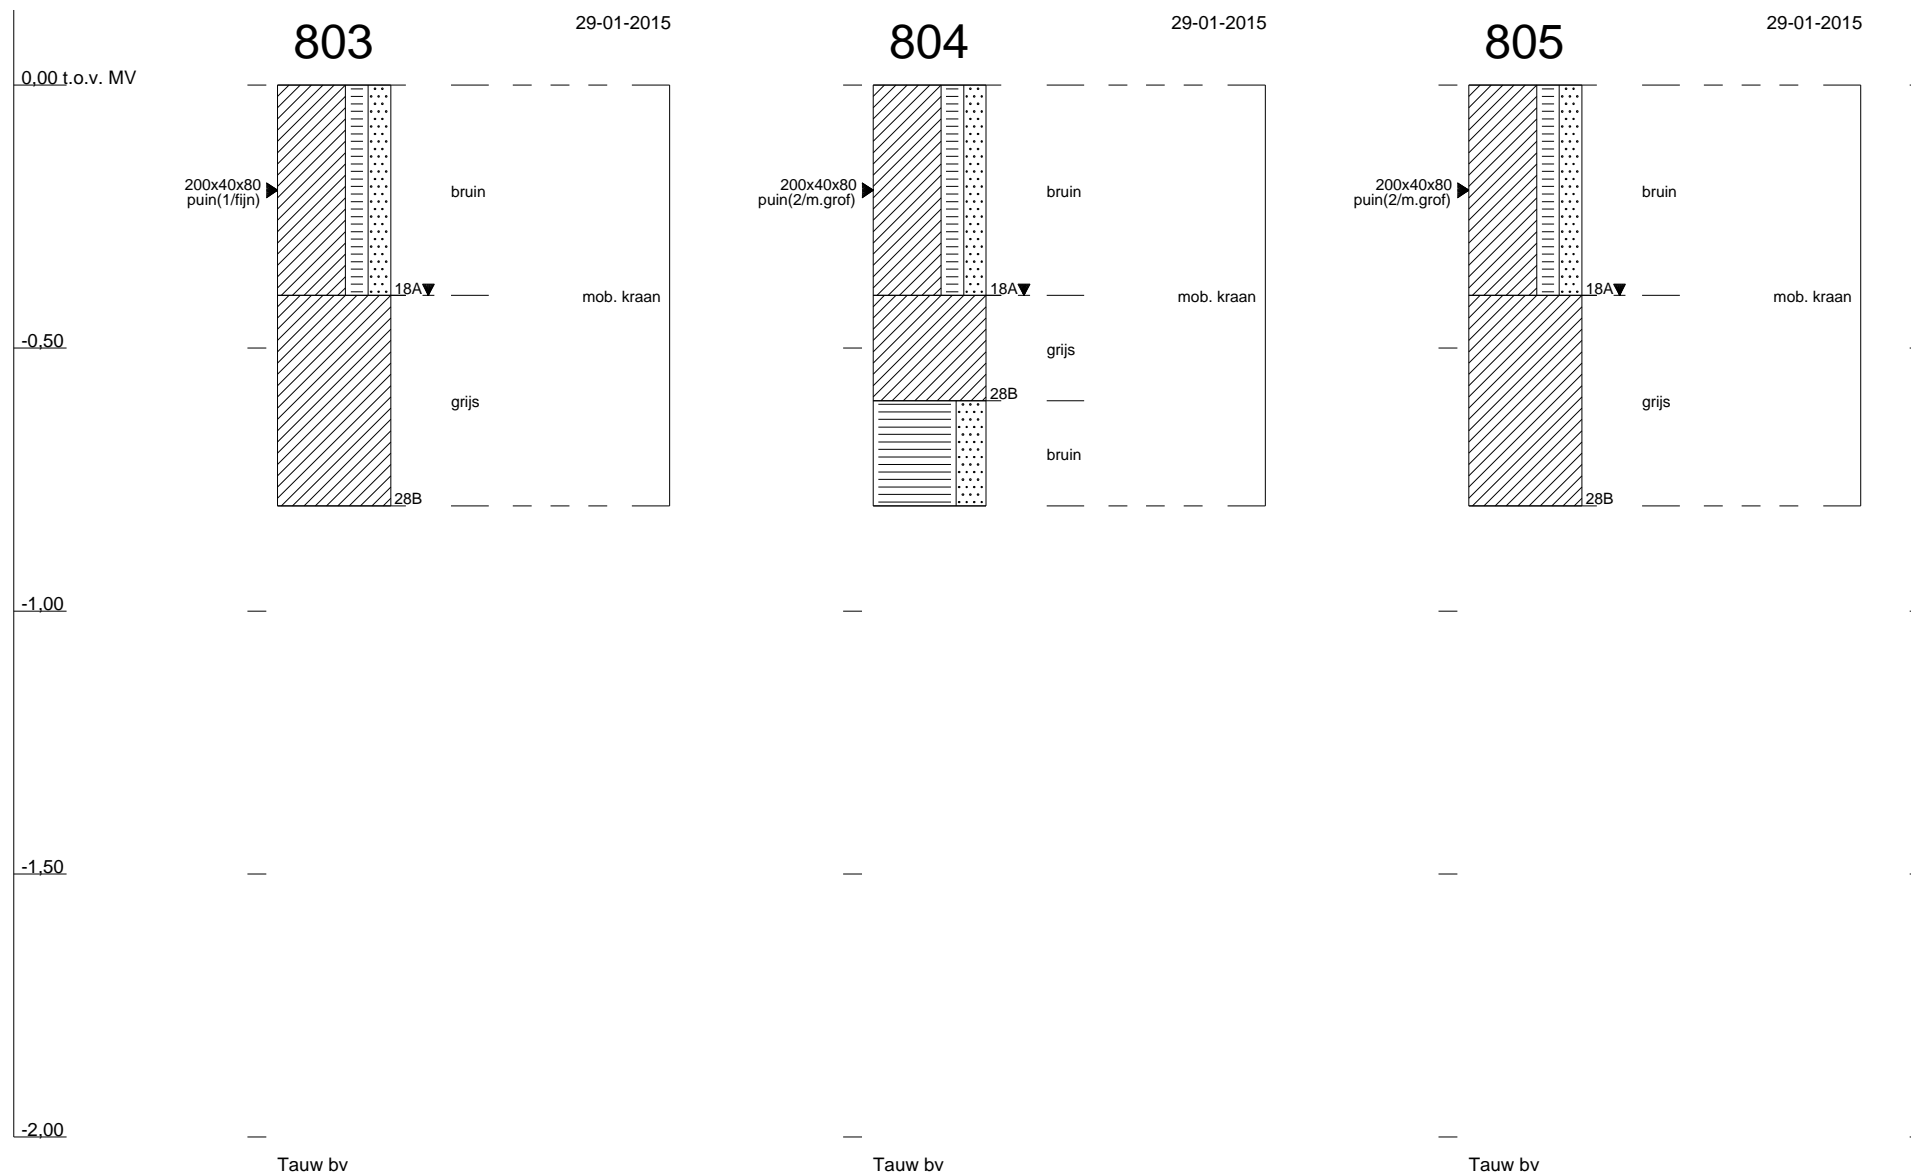 803
29-01-2015
804
29-01-2015
805
29-01-2015
0,00 t.o.v. MV
200x40x80
puin(1/fijn)
bruin
200x40x80
puin(2/m.grof)
bruin
200x40x80
puin(2/m.grof)
bruin
18A
mob. kraan
18A
mob. kraan
18A
mob. kraan
-0,50
grijs
grijs
grijs
28B
bruin
28B
28B
-1,00
-1,50
-2,00
Tauw bv
Tauw bv
Tauw bv